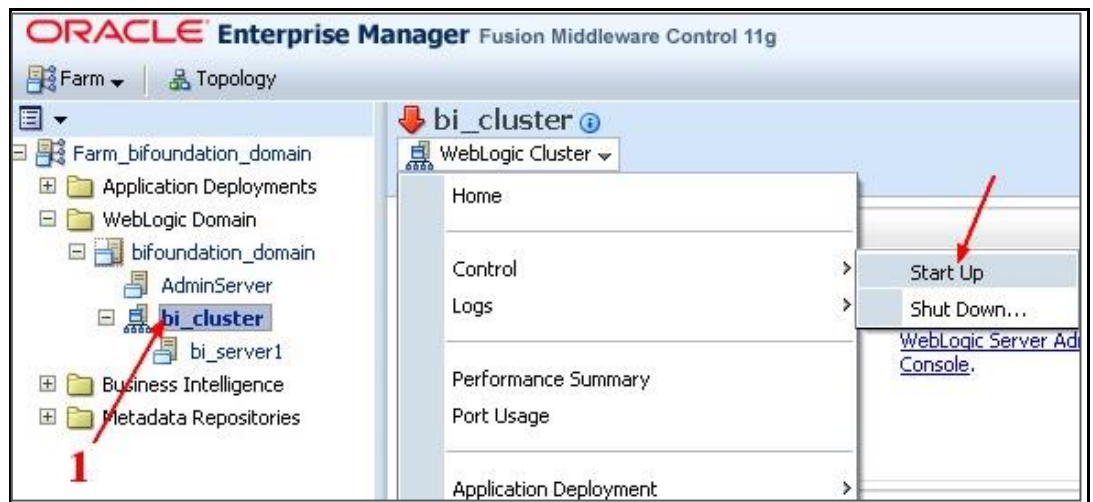 ORACLE Enterprise Manager Fusion Middleware Control 11g
Farm Topology
bi_cluster
Farm_bifoundation_domain
WebLogic Cluster
Application Deployments
WebLogic Domain
bifoundation_domain
AdminServer
bi_cluster
bi_server1
Business Intelligence
Metadata Repositories
1
Home
Control
Logs
Performance Summary
Port Usage
Application Deployment
Start Up
Shut Down...
WebLogic Server Ad
Console.